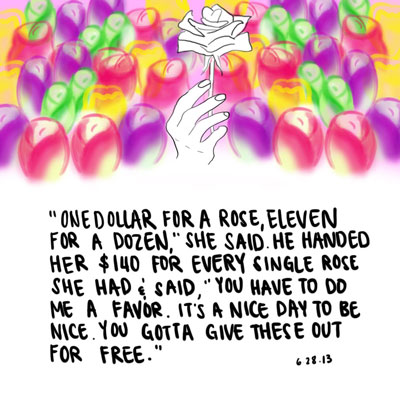 "ONE DOLLAR FOR A ROSE, ELEVEN
FOR A DOZEN," SHE SAID. HE HANDED
HER $140 FOR EVERY SINGLE ROSE
SHE HAD & SAID, "YOU HAVE TO DO
ME A FAVOR. IT'S A NICE DAY TO BE
NICE. YOU GOTTA GIVE THESE OUT
FOR FREE."
6.28.13